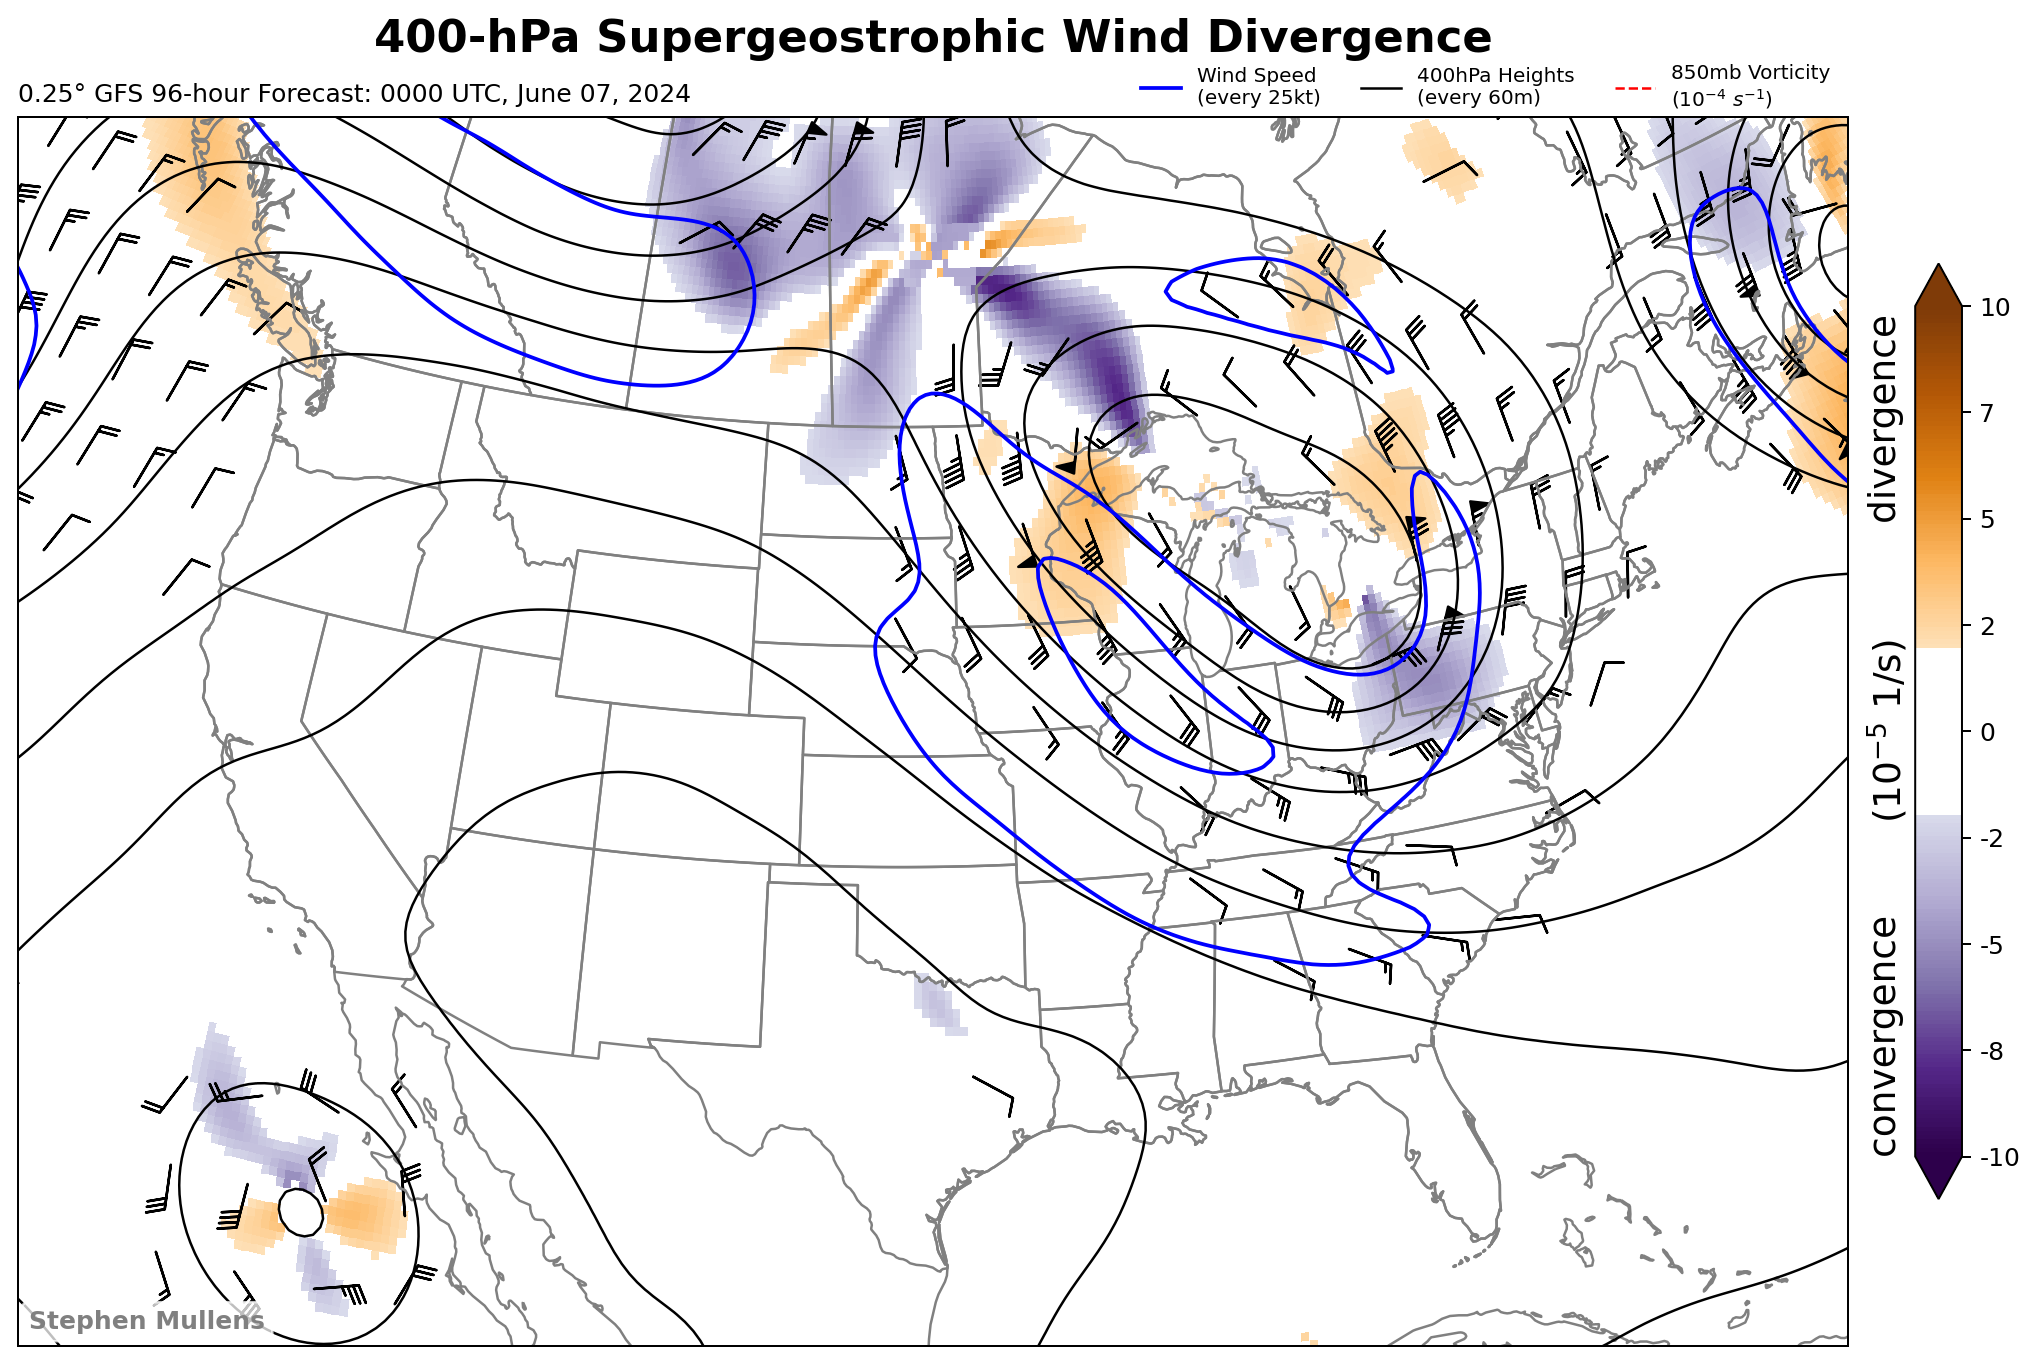 400-hPa Supergeostrophic Wind Divergence
0.25° GFS 96-hour Forecast: 0000 UTC, June 07, 2024
Wind Speed
(every 25kt)
400hPa Heights
(every 60m)
850mb Vorticity
(10⁻⁴ s⁻¹)
10
7
5
2
0
-2
-5
-8
-10
convergence (10⁻⁵ 1/s) divergence
Stephen Mullens